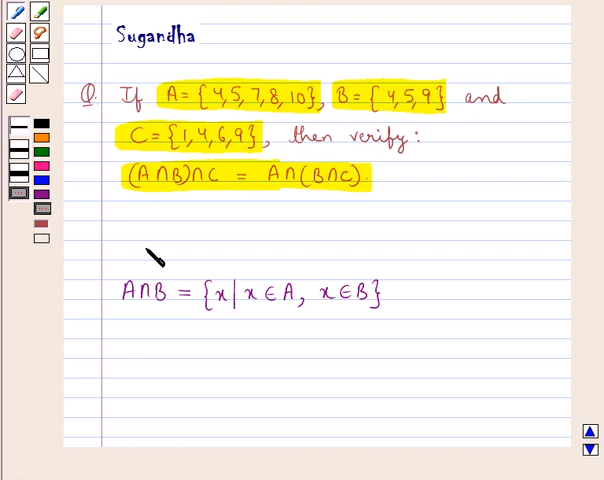 Sugandha
Q. If A = {4,5,7,8,10}, B = {4,5,9} and
C = {1,4,6,9}, then verify:
(A∩B)∩C = A∩(B∩C).
A∩B = {x | x ∈ A, x ∈ B}